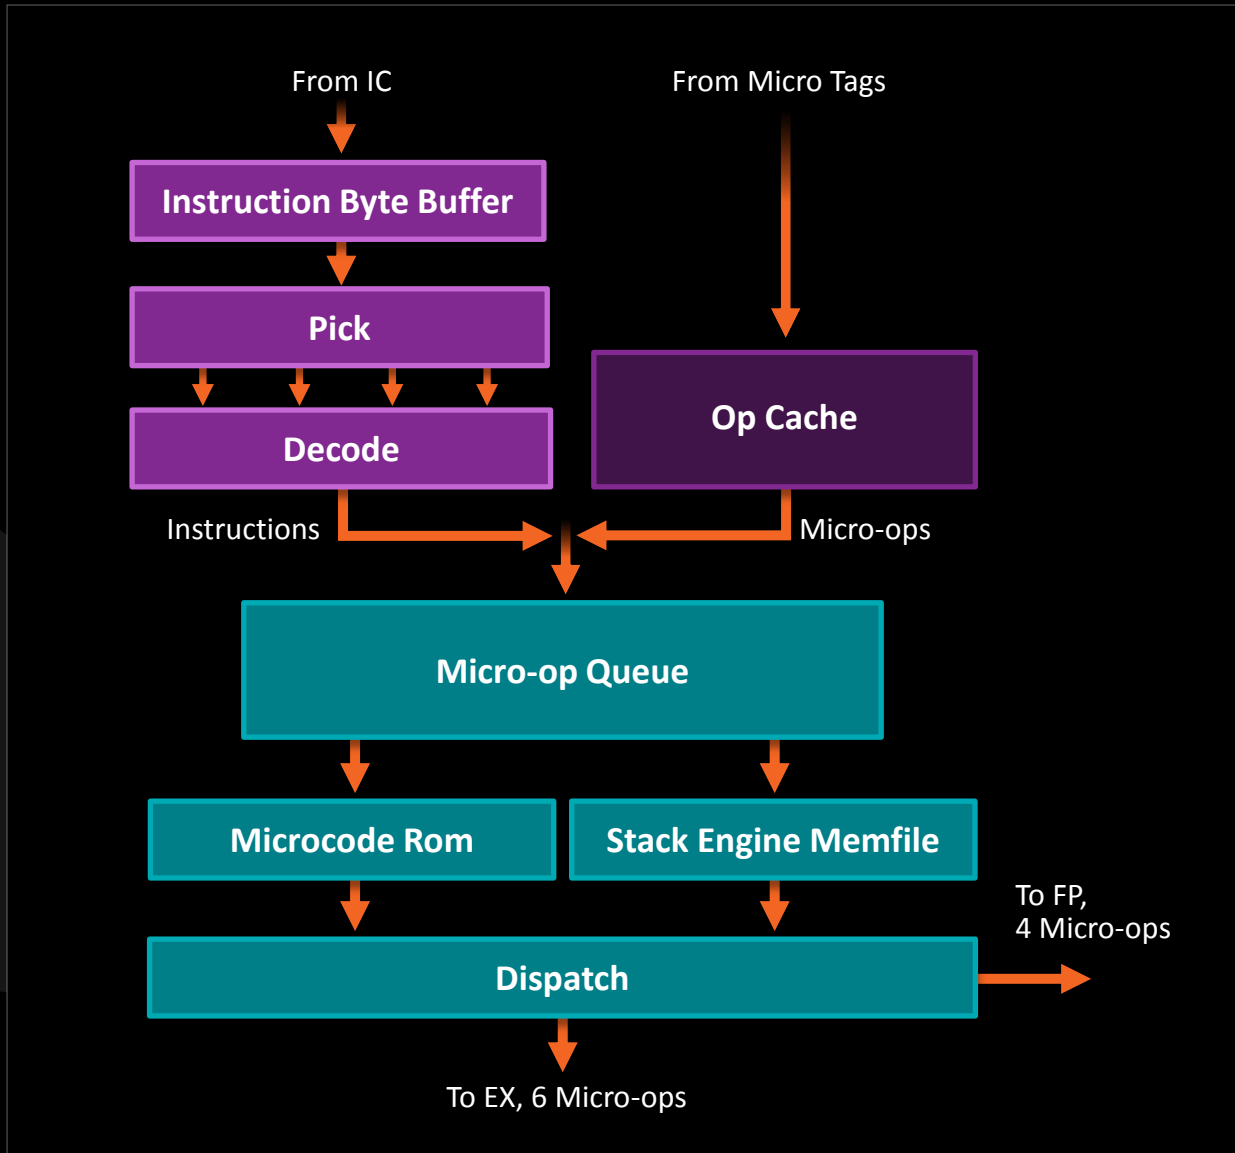 From IC
From Micro Tags
Instruction Byte Buffer
Pick
Op Cache
Decode
Instructions
Micro-ops
Micro-op Queue
Microcode Rom
Stack Engine Memfile
To FP,
4 Micro-ops
Dispatch
To EX, 6 Micro-ops